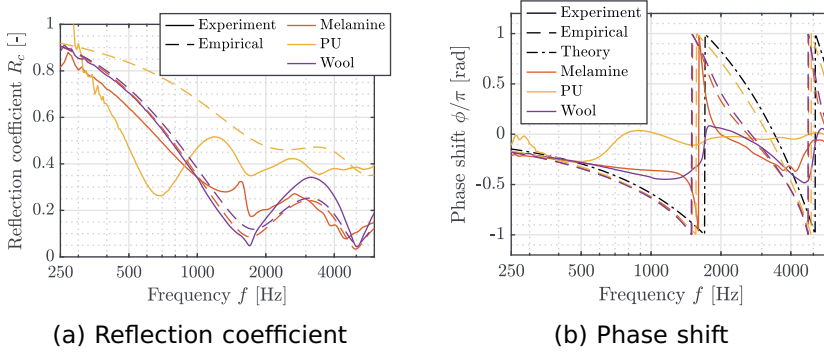 Experiment
Empirical
Melamine
PU
Wool
Reflection coefficient R_c [-]
1
0.8
0.6
0.4
0.2
0
250 500 1000 2000 4000
Frequency f [Hz]
(a) Reflection coefficient
Experiment
Empirical
Theory
Melamine
PU
Wool
Phase shift ϕ/π [rad]
1
0.5
0
-0.5
-1
250 500 1000 2000 4000
Frequency f [Hz]
(b) Phase shift